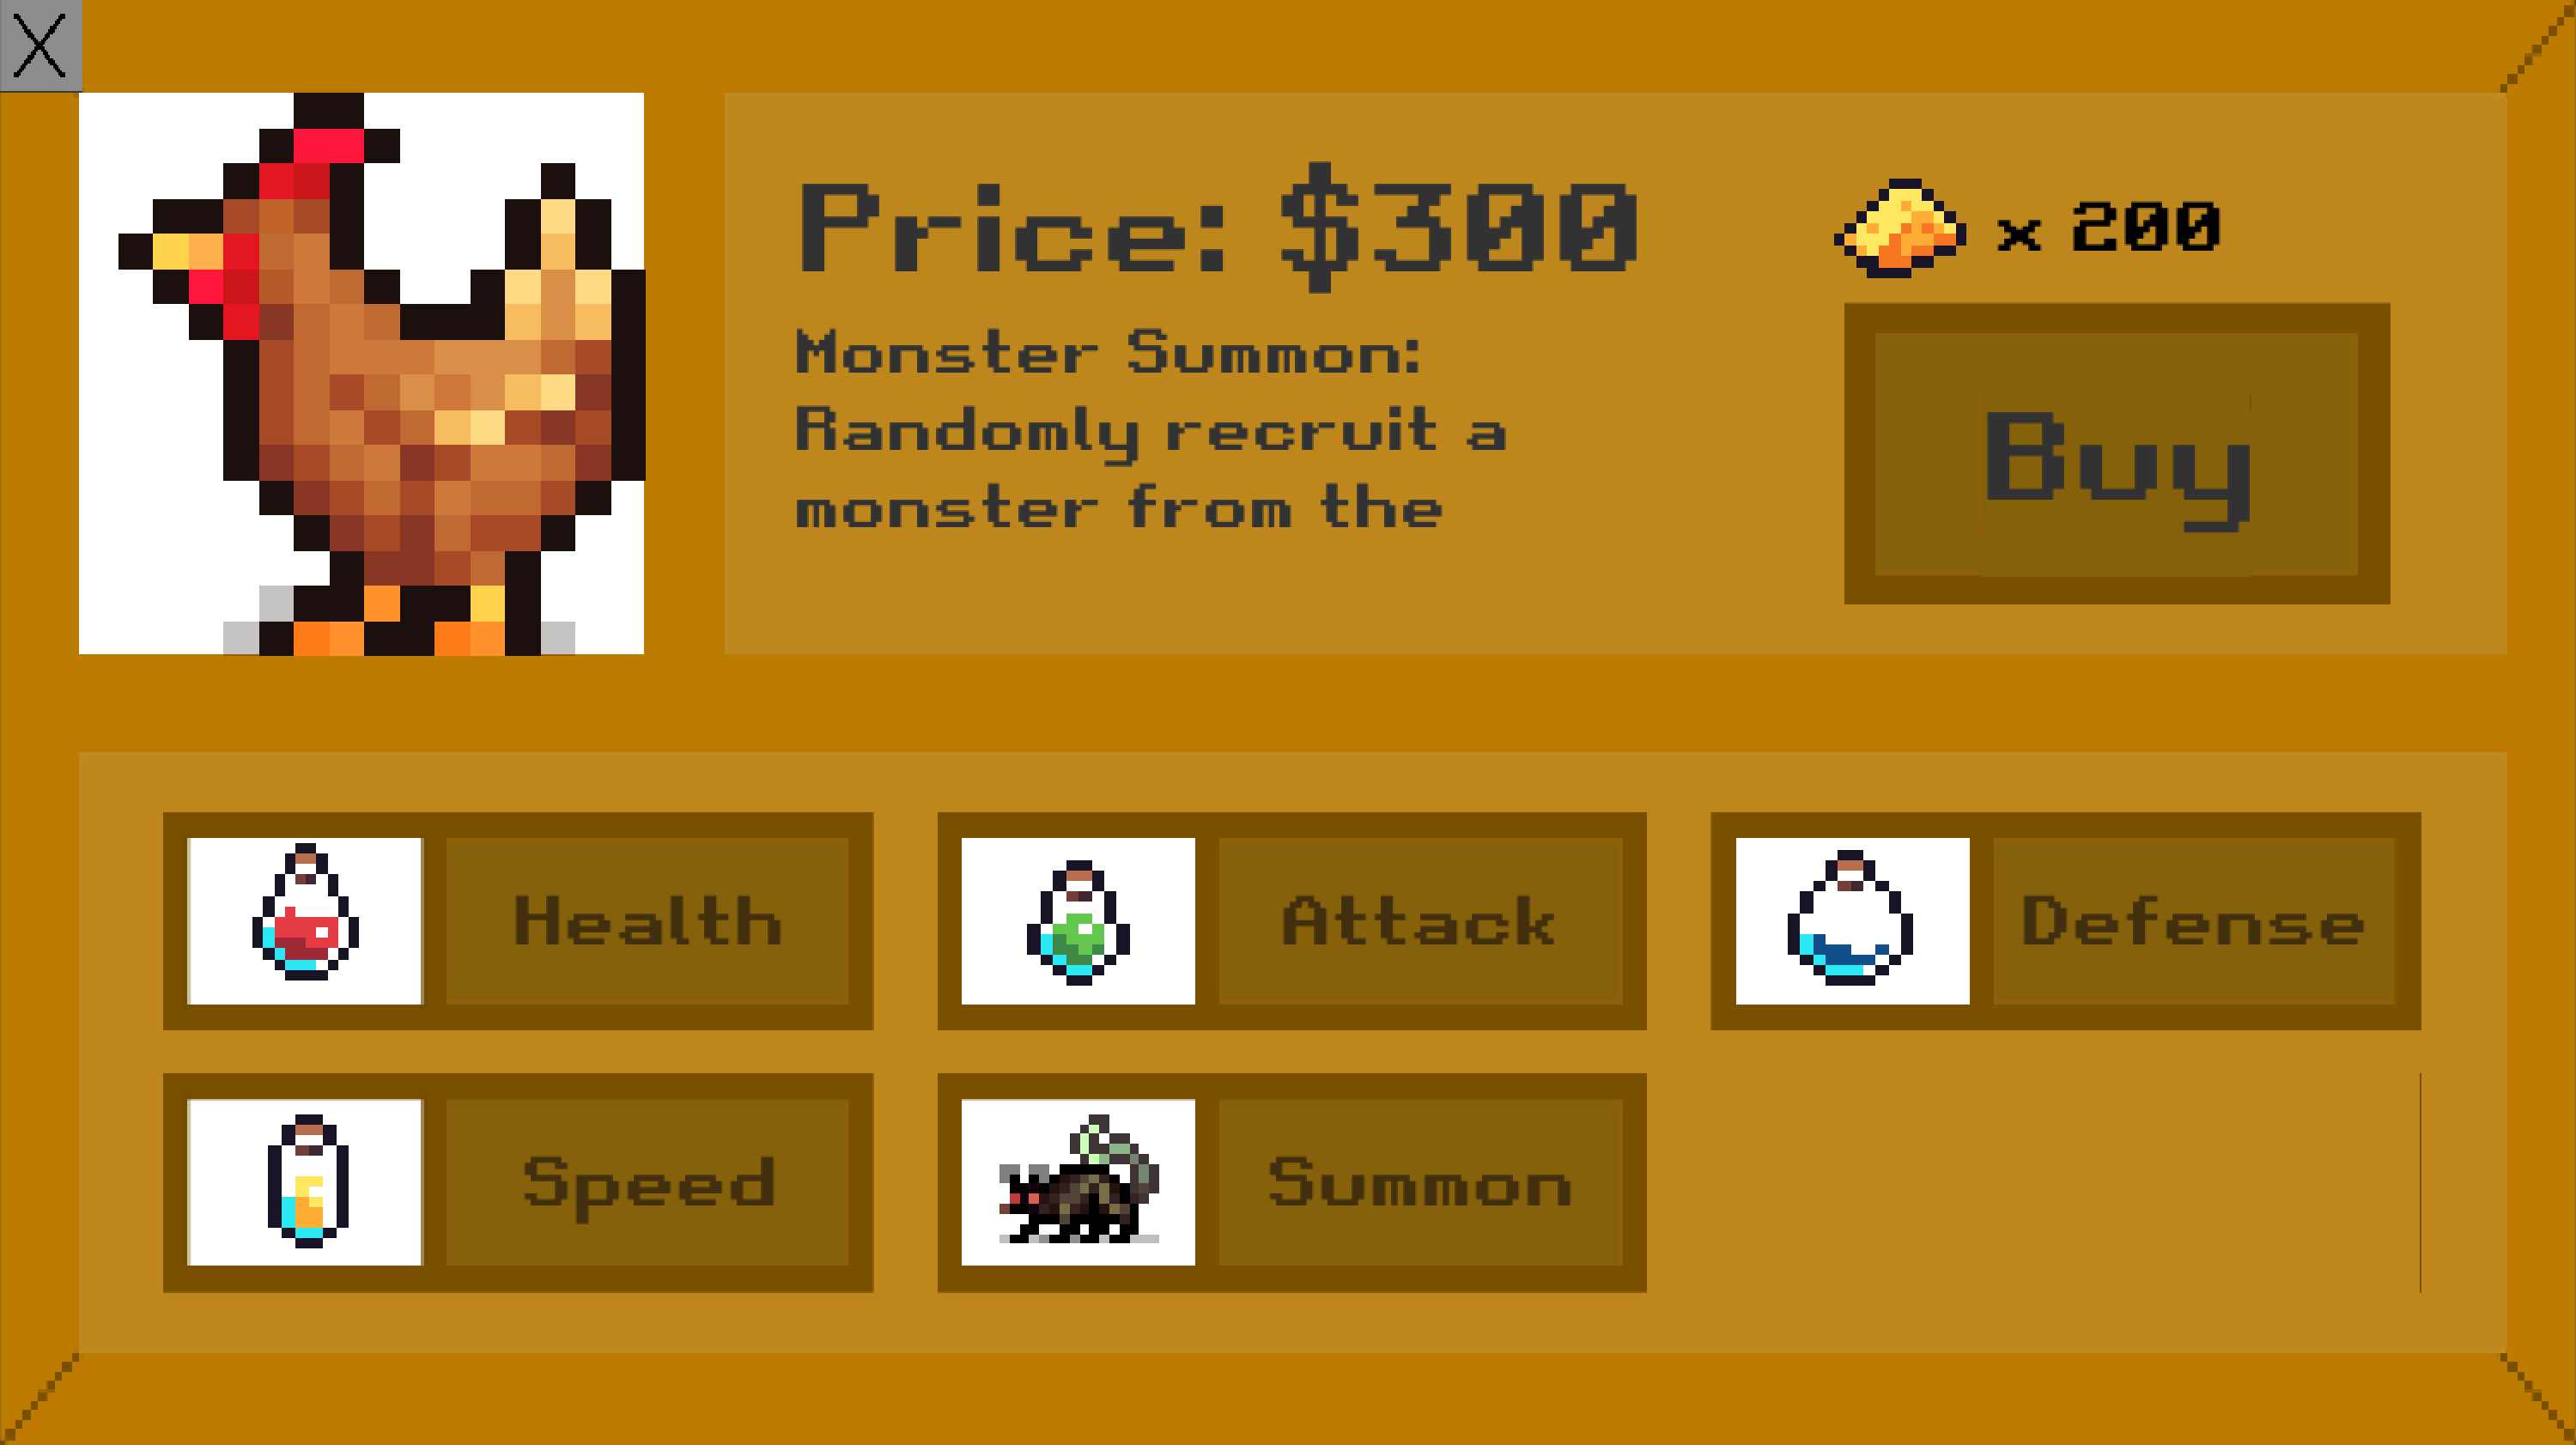 X
Price: $300
x 200
Monster Summon:
Randomly recruit a
monster from the
Buy
Health
Attack
Defense
Speed
Summon